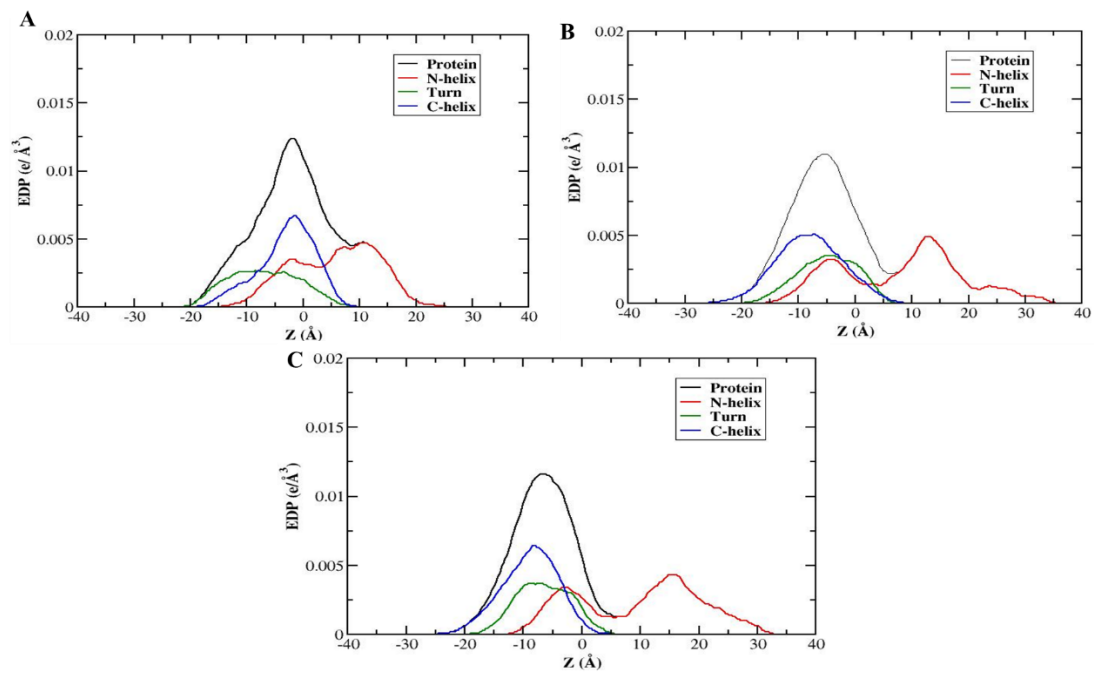 A
0.02
0.015
0.01
0.005
0
EDP (e/ Å³)
-40 -30 -20 -10 0 10 20 30 40
Z (Å)
Protein
N-helix
Turn
C-helix
B
0.02
0.015
0.01
0.005
0
EDP (e/ Å³)
-40 -30 -20 -10 0 10 20 30 40
Z (Å)
Protein
N-helix
Turn
C-helix
C
0.02
0.015
0.01
0.005
0
EDP (e/Å³)
-40 -30 -20 -10 0 10 20 30 40
Z (Å)
Protein
N-helix
Turn
C-helix